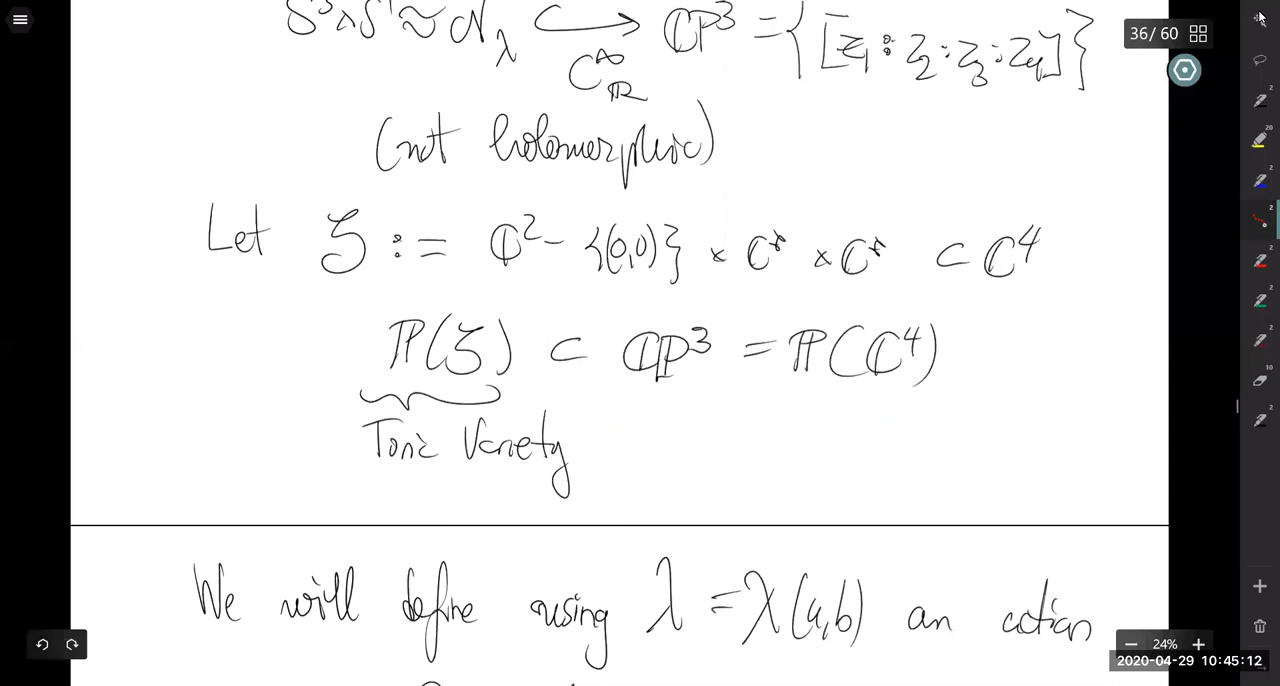 S³×S¹ ≈ N_λ ↪ CP³ = {[z₁ : z₂ : z₃ : z₄]}
C^∞_ℝ
36/60
(not holomorphic)
Let S := ℂ² - {(0,0)} × ℂ* × ℂ* ⊂ ℂ⁴
ℙ(S) ⊂ ℂP³ = ℙ(ℂ⁴)
Toric Variety
We will define using λ = λ(a,b) an action
24%
2020-04-29 10:45:12